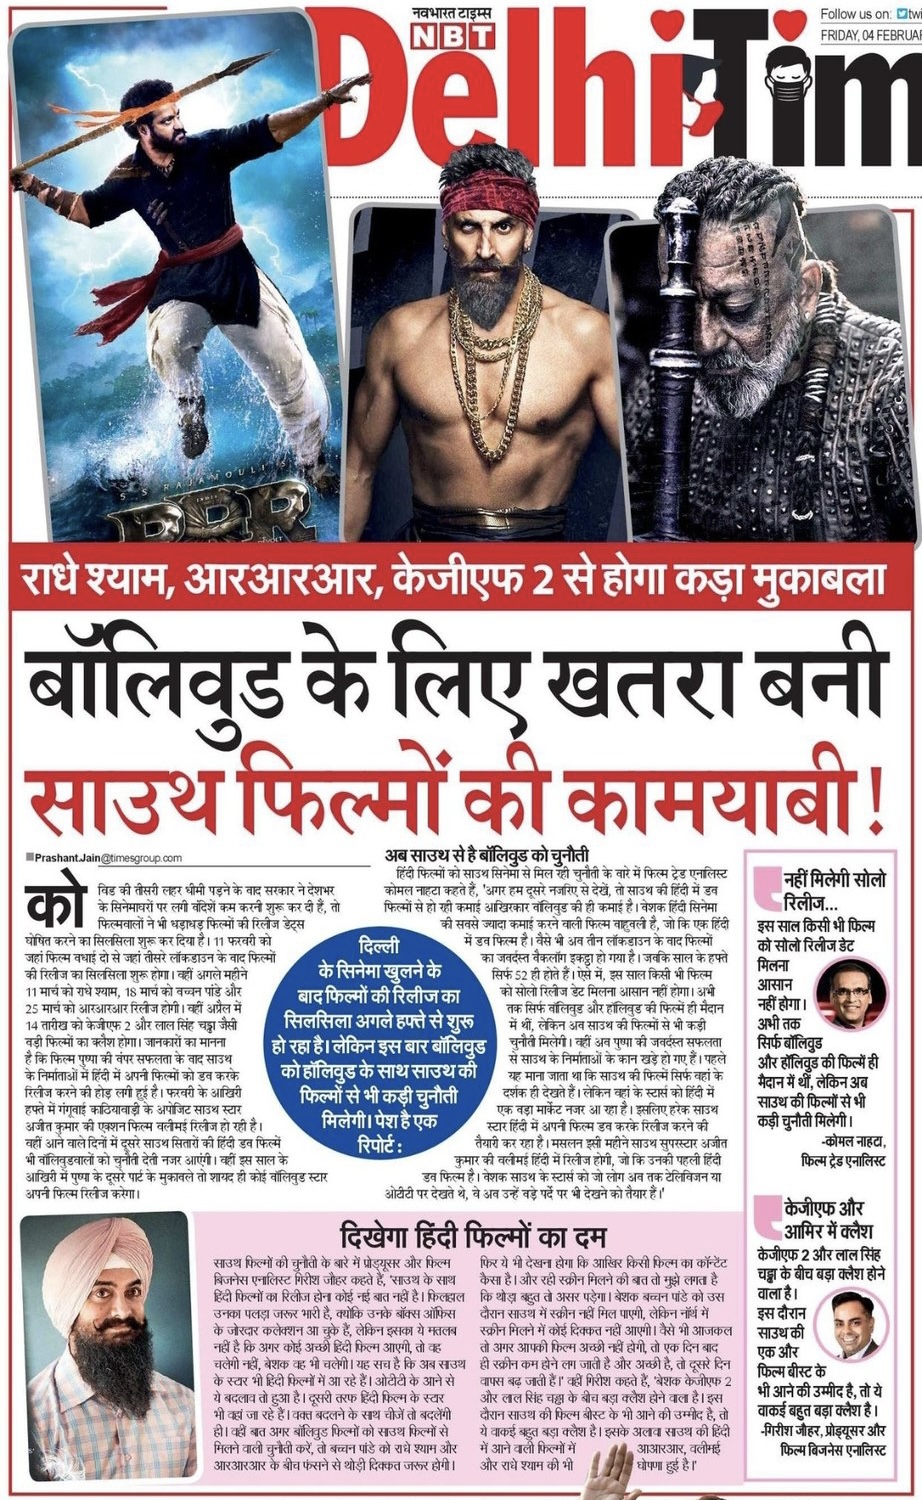 नवभारत टाइम्स
NBT
Delhi Tim
Follow us on: twi
FRIDAY, 04 FEBRUAR
S S RAJAMOULI'S
RRR
राधे श्याम, आरआरआर, केजीएफ 2 से होगा कड़ा मुकाबला
बॉलिवुड के लिए खतरा बनी
साउथ फिल्मों की कामयाबी!
Prashant.Jain@timesgroup.com
कोविड की तीसरी लहर धीमी पड़ने के बाद सरकार ने देशभर
के सिनेमाघरों पर लगी बंदिशें कम करनी शुरू कर दी हैं, तो
फिल्मवालों ने भी धड़ाधड़ फिल्मों की रिलीज डेट्स
घोषित करने का सिलसिला शुरू कर दिया है। 11 फरवरी को
जहां फिल्म बधाई दो से जहां तीसरे लॉकडाउन के बाद फिल्मों
की रिलीज का सिलसिला शुरू होगा। वहीं अगले महीने
11 मार्च को राधे श्याम, 18 मार्च को बच्चन पांडे और
25 मार्च को आरआरआर रिलीज होगी। वहीं अप्रैल में
14 तारीख को केजीएफ 2 और लाल सिंह चड्ढा जैसी
बड़ी फिल्मों का क्लैश होगा। जानकारों का मानना
है कि फिल्म पुष्पा की बंपर सफलता के बाद साउथ
के निर्माताओं में हिंदी में अपनी फिल्मों को डब करके
रिलीज करने की होड़ लगी हुई है। फरवरी के आखिरी
हफ्ते में गंगूबाई काठियावाड़ी के अपोजिट साउथ स्टार
अजीत कुमार की एक्शन फिल्म वलीमई रिलीज हो रही है।
वहीं आने वाले दिनों में दूसरे साउथ सितारों की हिंदी डब फिल्में
भी बॉलिवुडवालों को चुनौती देती नजर आएंगी। वहीं इस साल के
आखिरी में पुष्पा के दूसरे पार्ट के मुकाबले तो शायद ही कोई बॉलिवुड स्टार
अपनी फिल्म रिलीज करेगा।
दिल्ली
के सिनेमा खुलने के
बाद फिल्मों की रिलीज का
सिलसिला अगले हफ्ते से शुरू
हो रहा है। लेकिन इस बार बॉलिवुड
को हॉलिवुड के साथ साउथ की
फिल्मों से भी कड़ी चुनौती
मिलेगी। पेश है एक
रिपोर्ट :
अब साउथ से है बॉलिवुड को चुनौती
हिंदी फिल्मों को साउथ सिनेमा से मिल रही चुनौती के बारे में फिल्म ट्रेड एनालिस्ट
कोमल नाहटा कहते हैं, 'अगर हम दूसरे नजरिए से देखें, तो साउथ की हिंदी में डब
फिल्मों से हो रही कमाई आखिरकार बॉलिवुड की ही कमाई है। बेशक हिंदी सिनेमा
की सबसे ज्यादा कमाई करने वाली फिल्म बाहुबली है, जो कि एक हिंदी
में डब फिल्म है। वैसे भी अब तीन लॉकडाउन के बाद फिल्मों
का जबर्दस्त बैकलॉग इकट्ठा हो गया है। जबकि साल के हफ्ते
सिर्फ 52 ही होते हैं। ऐसे में, इस साल किसी भी फिल्म
को सोलो रिलीज डेट मिलना आसान नहीं होगा। अभी
तक सिर्फ बॉलिवुड और हॉलिवुड की फिल्में ही मैदान
में थीं, लेकिन अब साउथ की फिल्मों से भी कड़ी
चुनौती मिलेगी। वहीं अब पुष्पा की जबर्दस्त सफलता
से साउथ के निर्माताओं के कान खड़े हो गए हैं। पहले
यह माना जाता था कि साउथ की फिल्में सिर्फ वहां के
दर्शक ही देखते हैं। लेकिन वहां के स्टार्स को हिंदी में
एक बड़ा मार्केट नजर आ रहा है। इसलिए हरेक साउथ
स्टार हिंदी में अपनी फिल्म डब करके रिलीज करने की
तैयारी कर रहा है। मसलन इसी महीने साउथ सुपरस्टार अजीत
कुमार की वलीमई हिंदी में रिलीज होगी, जो कि उनकी पहली हिंदी
डब फिल्म है। बेशक साउथ के स्टार्स को जो लोग अब तक टेलिविजन या
ओटीटी पर देखते थे, वे अब उन्हें बड़े पर्दे पर भी देखने को तैयार हैं।'
नहीं मिलेगी सोलो
रिलीज...
इस साल किसी भी फिल्म
को सोलो रिलीज डेट
मिलना
आसान
नहीं होगा।
अभी तक
सिर्फ बॉलिवुड
और हॉलिवुड की फिल्में ही
मैदान में थीं, लेकिन अब
साउथ की फिल्मों से भी
कड़ी चुनौती मिलेगी।
-कोमल नाहटा,
फिल्म ट्रेड एनालिस्ट
केजीएफ और
आमिर में क्लैश
केजीएफ 2 और लाल सिंह
चड्ढा के बीच बड़ा क्लैश होने
वाला है।
इस दौरान
साउथ की
एक और
फिल्म बीस्ट के
भी आने की उम्मीद है, तो ये
वाकई बहुत बड़ा क्लैश है।
-गिरीश जौहर, प्रोड्यूसर और
फिल्म बिजनेस एनालिस्ट
दिखेगा हिंदी फिल्मों का दम
साउथ फिल्मों की चुनौती के बारे में प्रोड्यूसर और फिल्म
बिजनेस एनालिस्ट गिरीश जौहर कहते हैं, 'साउथ के साथ
हिंदी फिल्मों का रिलीज होना कोई नई बात नहीं है। फिलहाल
उनका पलड़ा जरूर भारी है, क्योंकि उनके बॉक्स ऑफिस
के जोरदार कलेक्शन आ चुके हैं, लेकिन इसका ये मतलब
नहीं है कि अगर कोई अच्छी हिंदी फिल्म आएगी, तो वह
चलेगी नहीं, बेशक वह भी चलेगी। यह सच है कि अब साउथ
के स्टार भी हिंदी फिल्मों में आ रहे हैं। ओटीटी के आने से
ये बदलाव तो हुआ है। दूसरी तरफ हिंदी फिल्म के स्टार
भी वहां जा रहे हैं। वक्त बदलने के साथ चीजें तो बदलेंगी
ही। वहीं बात अगर बॉलिवुड फिल्मों को साउथ फिल्मों से
मिलने वाली चुनौती करें, तो बच्चन पांडे को राधे श्याम और
आरआरआर के बीच फंसने से थोड़ी दिक्कत जरूर होगी।
फिर ये भी देखना होगा कि आखिर किसी फिल्म का कॉन्टेंट
कैसा है। और रही स्क्रीन मिलने की बात तो मुझे लगता है
कि थोड़ा बहुत तो असर पड़ेगा। बेशक बच्चन पांडे को उस
दौरान साउथ में स्क्रीन नहीं मिल पाएगी, लेकिन नॉर्थ में
स्क्रीन मिलने में कोई दिक्कत नहीं आएगी। वैसे भी आजकल
तो अगर आपकी फिल्म अच्छी नहीं होगी, तो एक दिन बाद
ही स्क्रीन कम होने लग जाती है और अच्छी है, तो दूसरे दिन
वापस बढ़ जाती हैं।' वहीं गिरीश कहते हैं, 'बेशक केजीएफ 2
और लाल सिंह चड्ढा के बीच बड़ा क्लैश होने वाला है। इस
दौरान साउथ की फिल्म बीस्ट के भी आने की उम्मीद है, तो
ये वाकई बहुत बड़ा क्लैश है। इसके अलावा साउथ की हिंदी
में आने वाली फिल्मों में आआरआर, वलीमई
और राधे श्याम की भी घोषणा हुई है।'